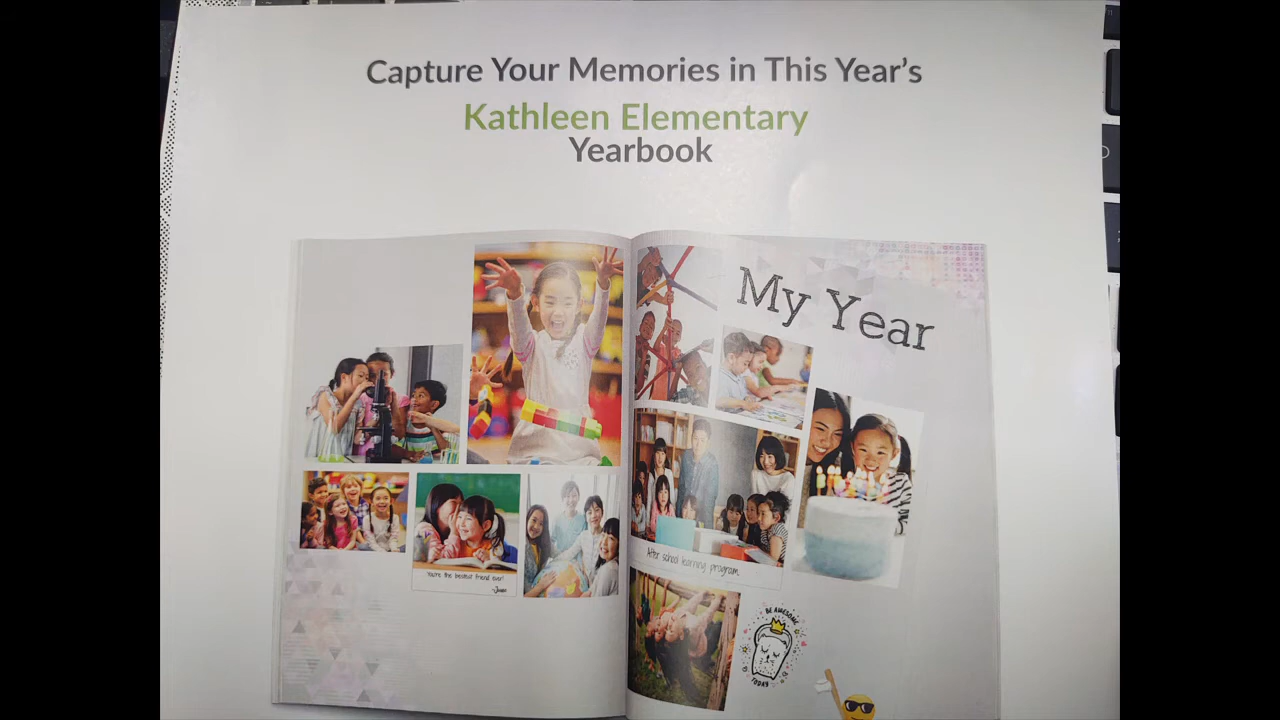 Capture Your Memories in This Year's
Kathleen Elementary
Yearbook
My Year
You're the bestest friend ever!
After school learning program.
BE AWESOME
TODAY